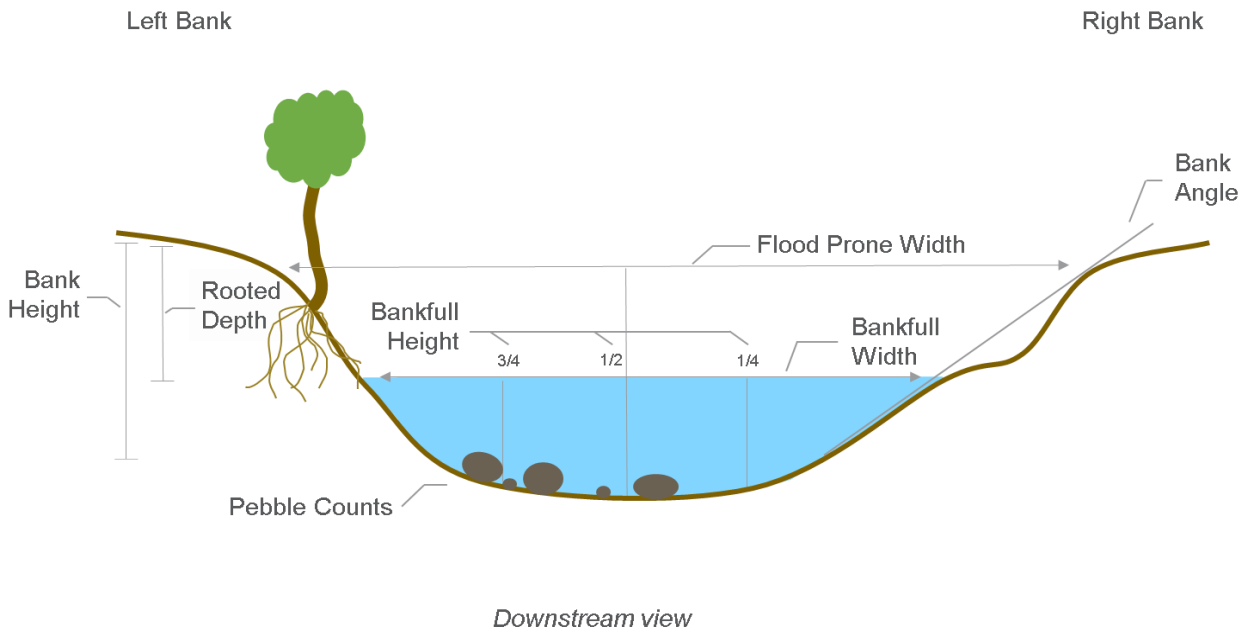 Left Bank
Right Bank
Bank
Angle
Flood Prone Width
Bank
Height
Rooted
Depth
Bankfull
Height
Bankfull
Width
3/4
1/2
1/4
Pebble Counts
Downstream view